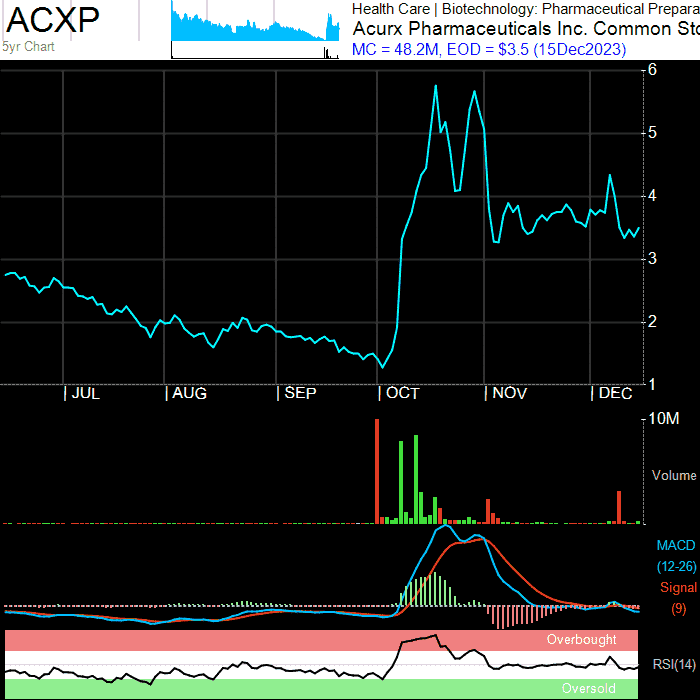 ACXP
5yr Chart
Health Care | Biotechnology: Pharmaceutical Prepara
Acurx Pharmaceuticals Inc. Common Sto
MC = 48.2M, EOD = $3.5 (15Dec2023)
6
5
4
3
2
1
| JUL | AUG | SEP | OCT | NOV | DEC
10M
Volume
MACD
(12-26)
Signal
(9)
Overbought
RSI(14)
Oversold